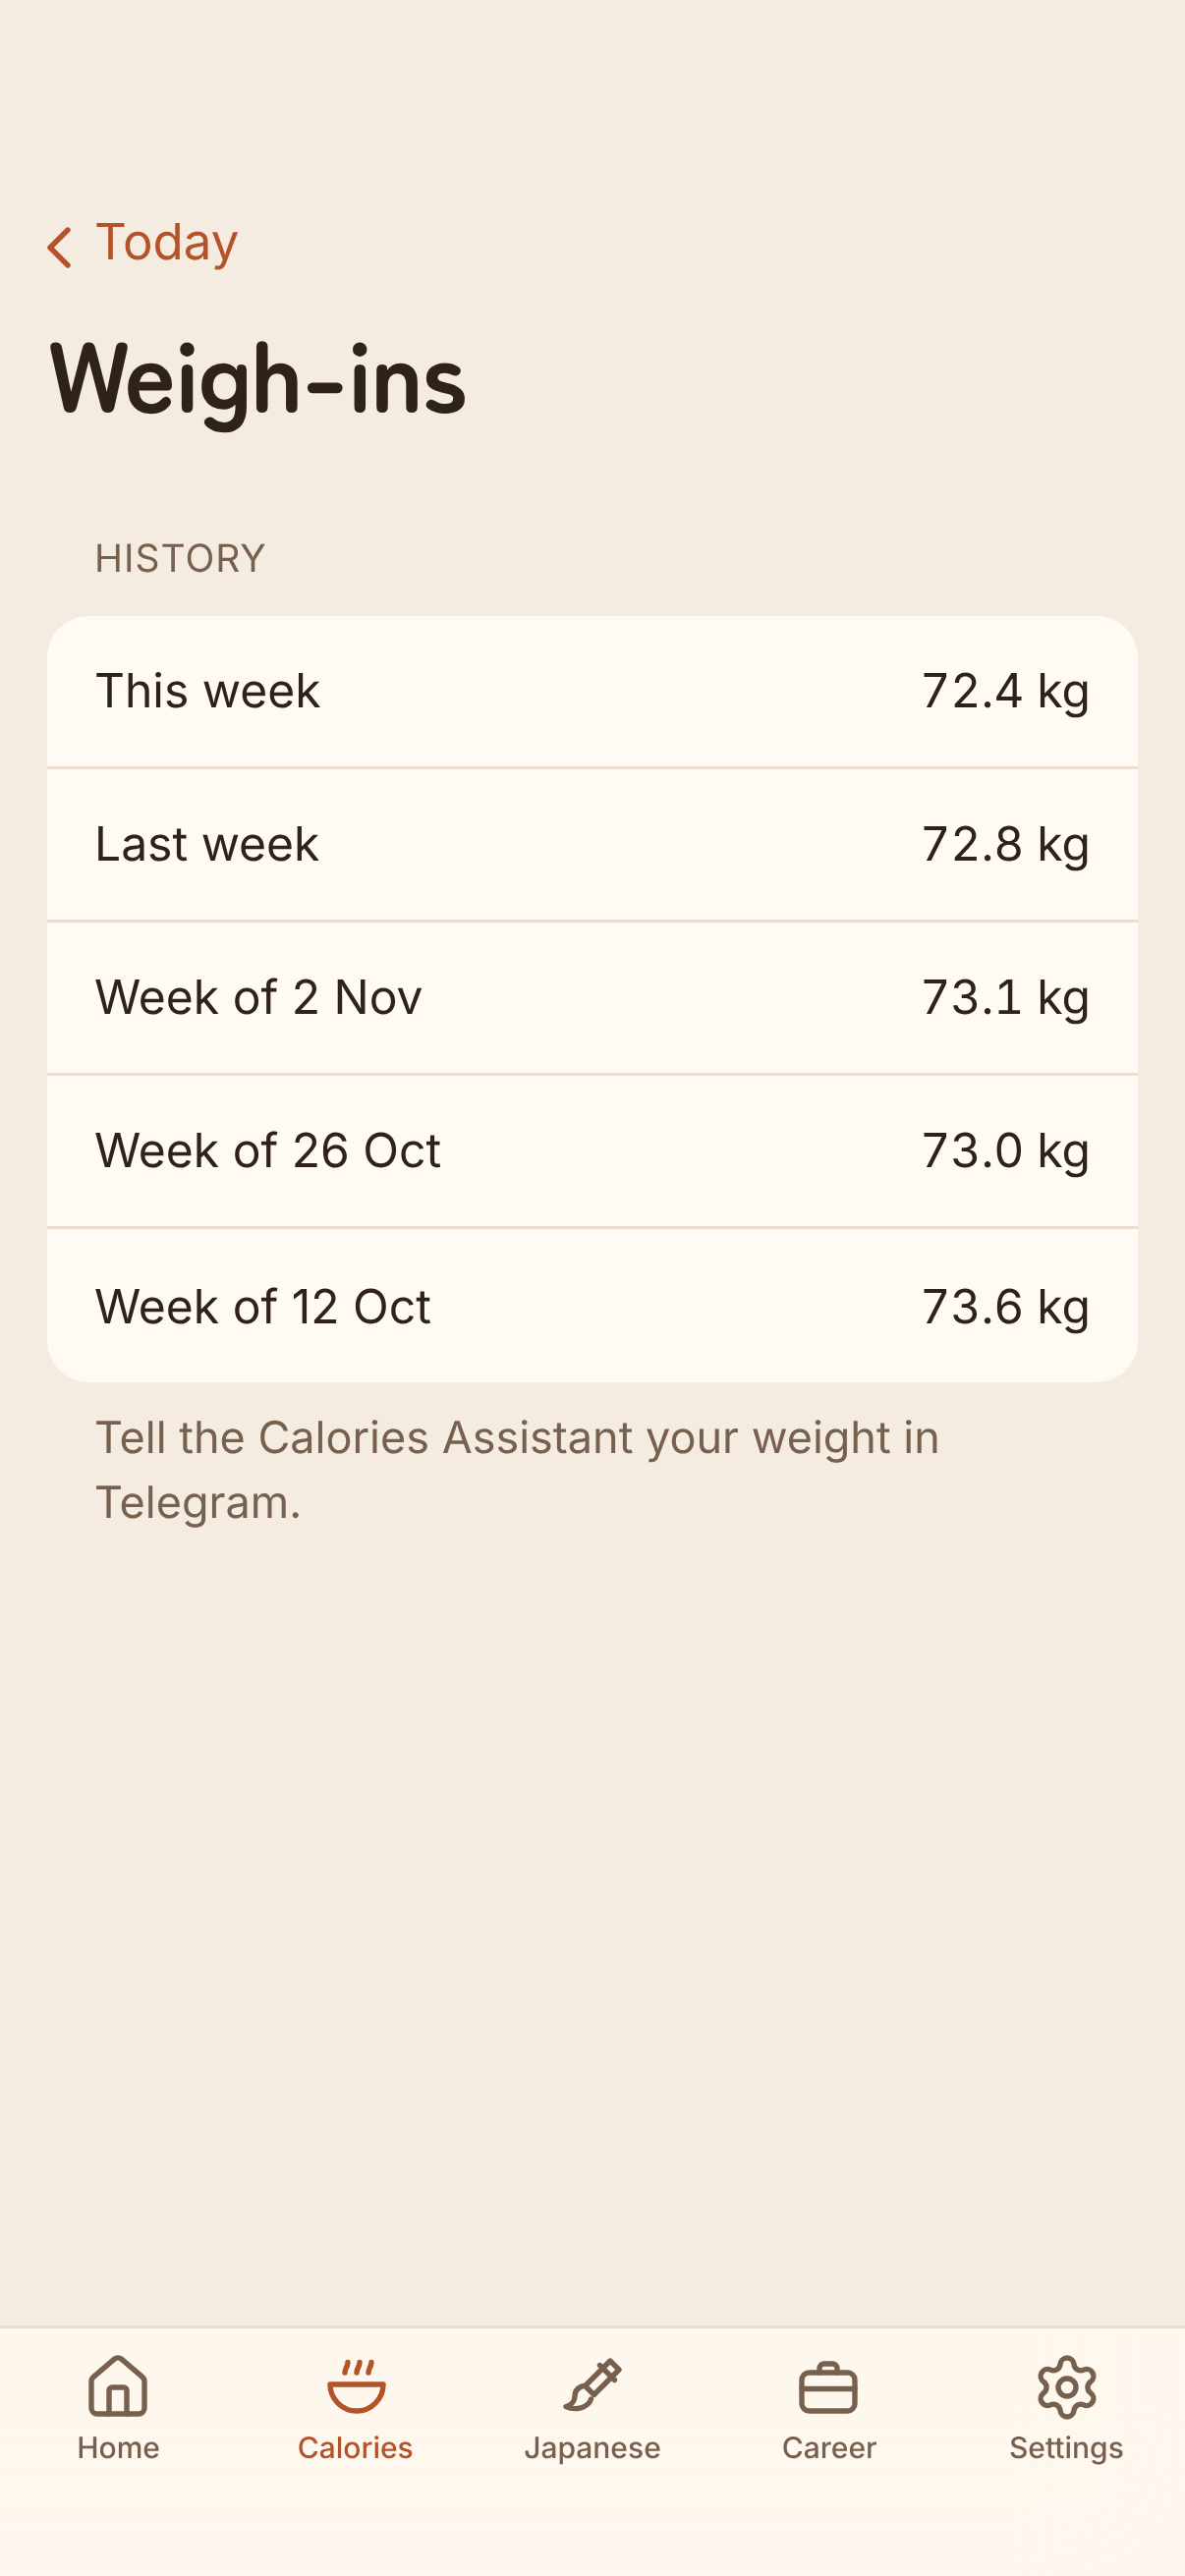 Today
Weigh-ins
HISTORY
This week 72.4 kg
Last week 72.8 kg
Week of 2 Nov 73.1 kg
Week of 26 Oct 73.0 kg
Week of 12 Oct 73.6 kg
Tell the Calories Assistant your weight in
Telegram.
Home Calories Japanese Career Settings